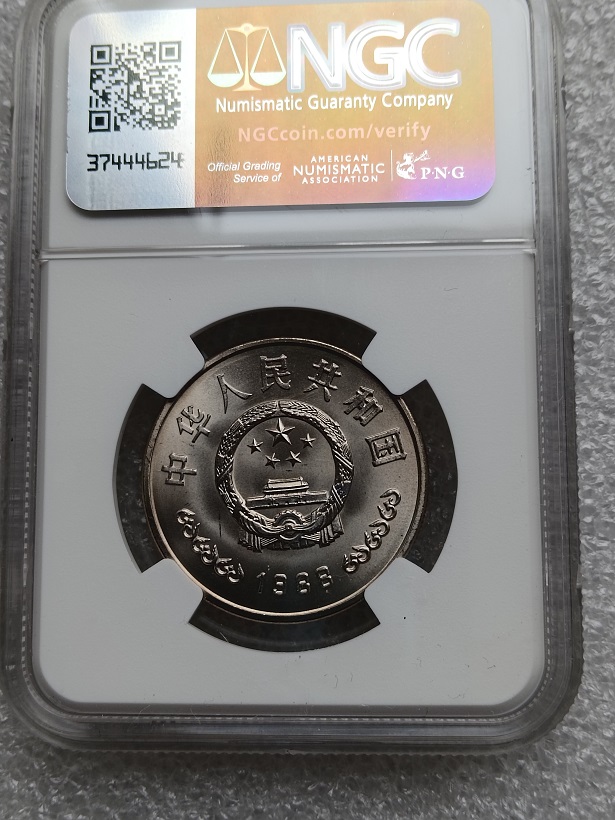 NGC
Numismatic Guaranty Company
NGCcoin.com/verify
37444624
Official Grading
Service of
AMERICAN
NUMISMATIC
ASSOCIATION
P·N·G
中华人民共和国
1988